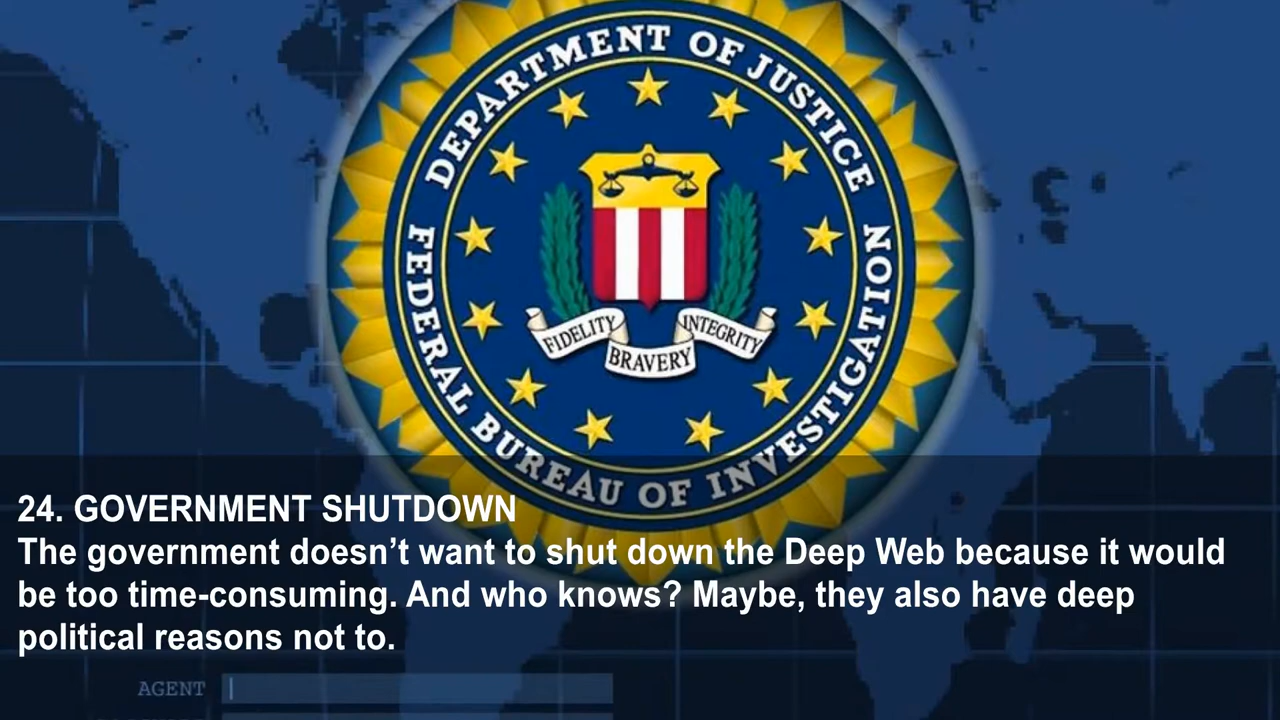 DEPARTMENT OF JUSTICE
FEDERAL BUREAU OF INVESTIGATION
FIDELITY
BRAVERY
INTEGRITY
24. GOVERNMENT SHUTDOWN
The government doesn’t want to shut down the Deep Web because it would
be too time-consuming. And who knows? Maybe, they also have deep
political reasons not to.
AGENT